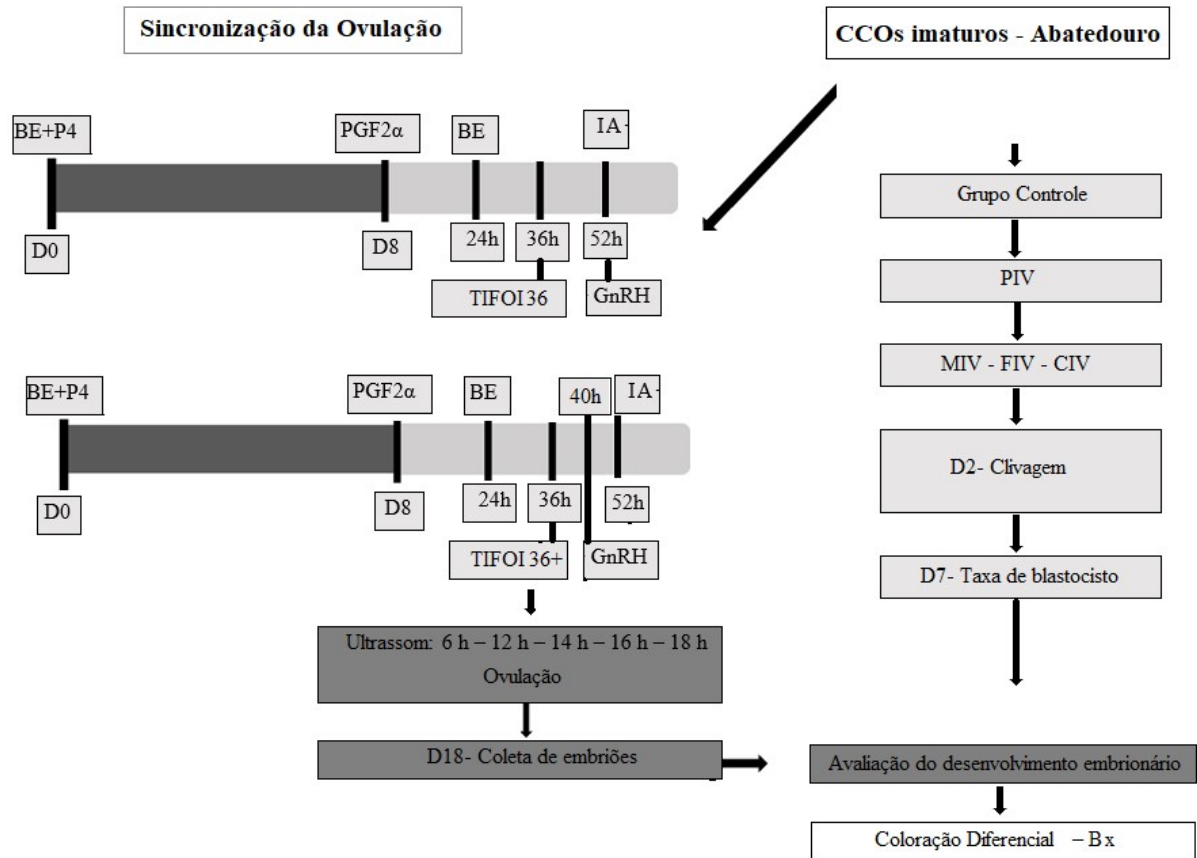 Sincronização da Ovulação
CCOs imaturos - Abatedouro
BE+P4
PGF2α
BE
IA-
D0
D8
24h
36h
52h
TIFOI 36
GnRH
BE+P4
PGF2α
BE
40h
IA-
D0
D8
24h
36h
52h
TIFOI 36+
GnRH
Ultrassom: 6 h – 12 h – 14 h – 16 h – 18 h
Ovulação
D18- Coleta de embriões
Grupo Controle
PIV
MIV - FIV - CIV
D2- Clivagem
D7- Taxa de blastocisto
Avaliação do desenvolvimento embrionário
Coloração Diferencial – Bx